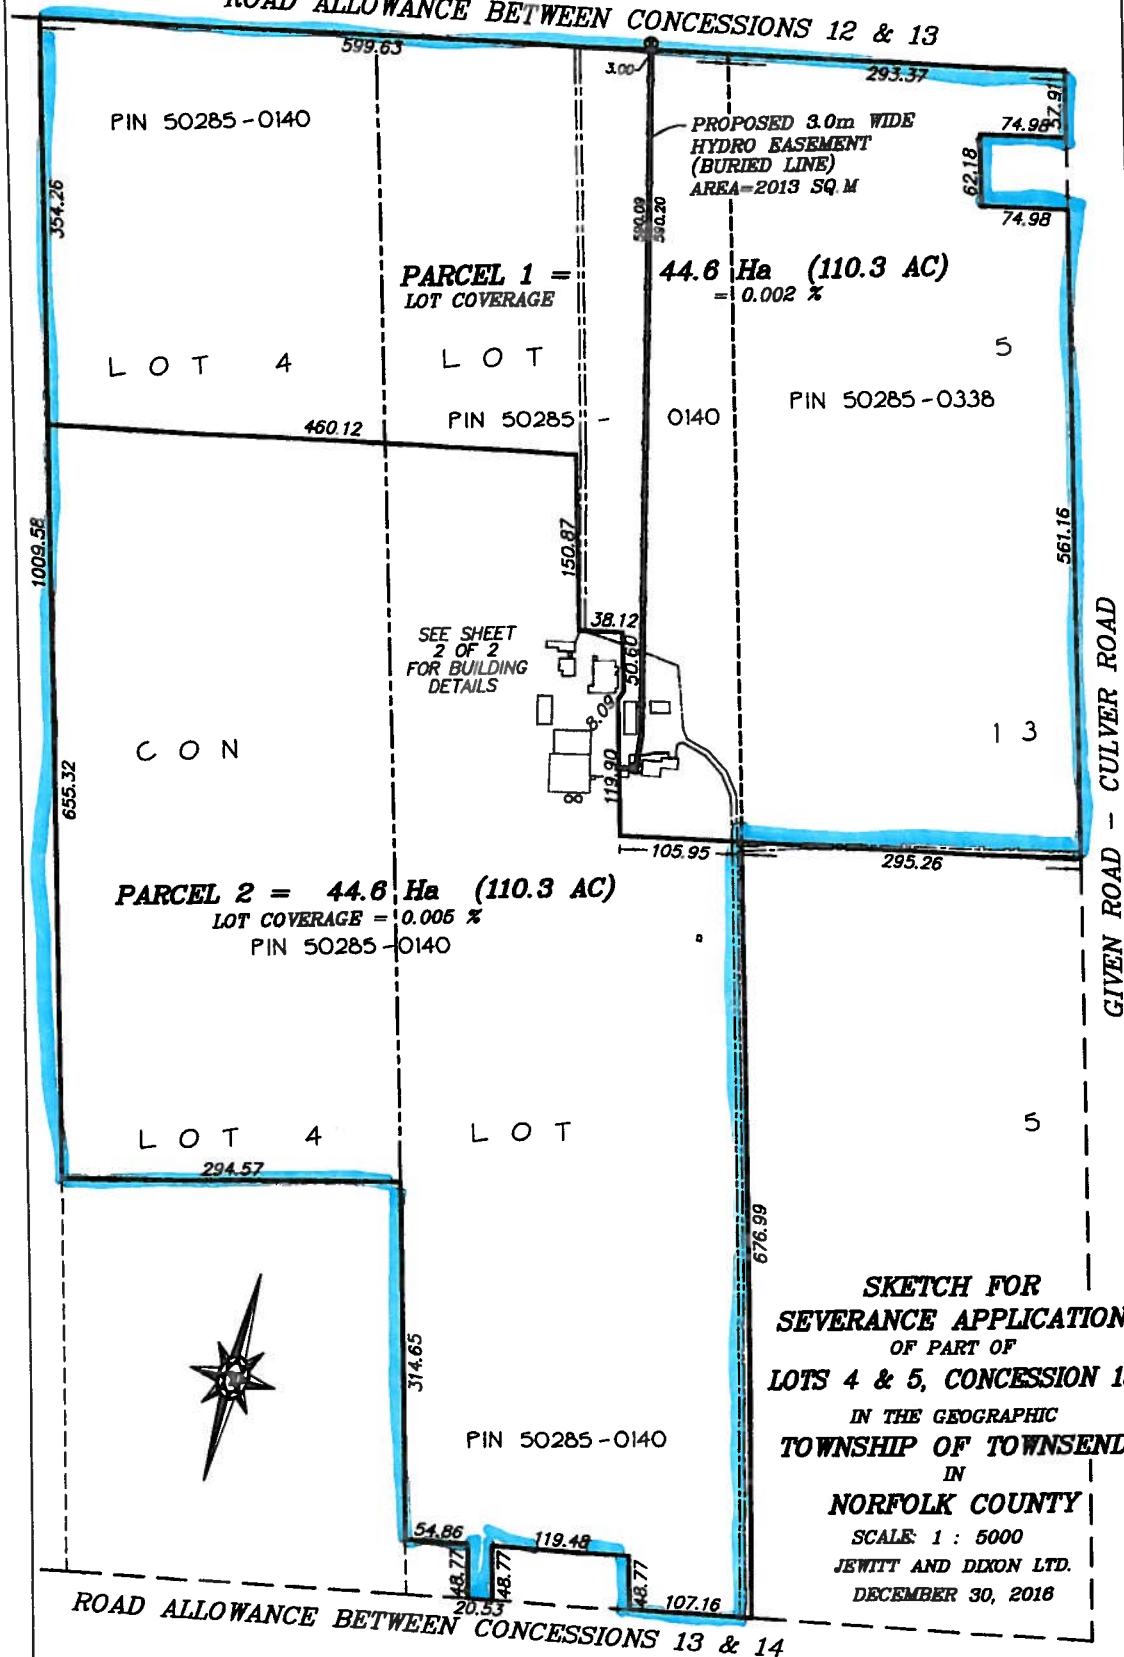 ROAD ALLOWANCE BETWEEN CONCESSIONS 12 & 13
599.63
3.00
293.37
57.91
PIN 50285-0140
PROPOSED 3.0m WIDE
HYDRO EASEMENT
(BURIED LINE)
AREA=2013 SQ.M
74.98
62.18
74.98
354.26
590.09
590.20
PARCEL 1 = 44.6 Ha (110.3 AC)
LOT COVERAGE = 0.002 %
LOT 4
LOT
5
PIN 50285 - 0140
PIN 50285-0338
460.12
1009.58
150.87
561.16
38.12
SEE SHEET
2 OF 2
FOR BUILDING
DETAILS
50.60
8.09
CON
13
655.32
119.90
GIVEN ROAD - CULVER ROAD
105.95
295.26
PARCEL 2 = 44.6 Ha (110.3 AC)
LOT COVERAGE = 0.005 %
PIN 50285-0140
LOT 4
LOT
5
294.57
676.99
314.65
SKETCH FOR
SEVERANCE APPLICATION
OF PART OF
LOTS 4 & 5, CONCESSION 1
IN THE GEOGRAPHIC
TOWNSHIP OF TOWNSEND
IN
NORFOLK COUNTY
SCALE: 1 : 5000
JEWITT AND DIXON LTD.
DECEMBER 30, 2016
PIN 50285-0140
54.86
119.48
48.77
48.77
48.77
20.53
107.16
ROAD ALLOWANCE BETWEEN CONCESSIONS 13 & 14